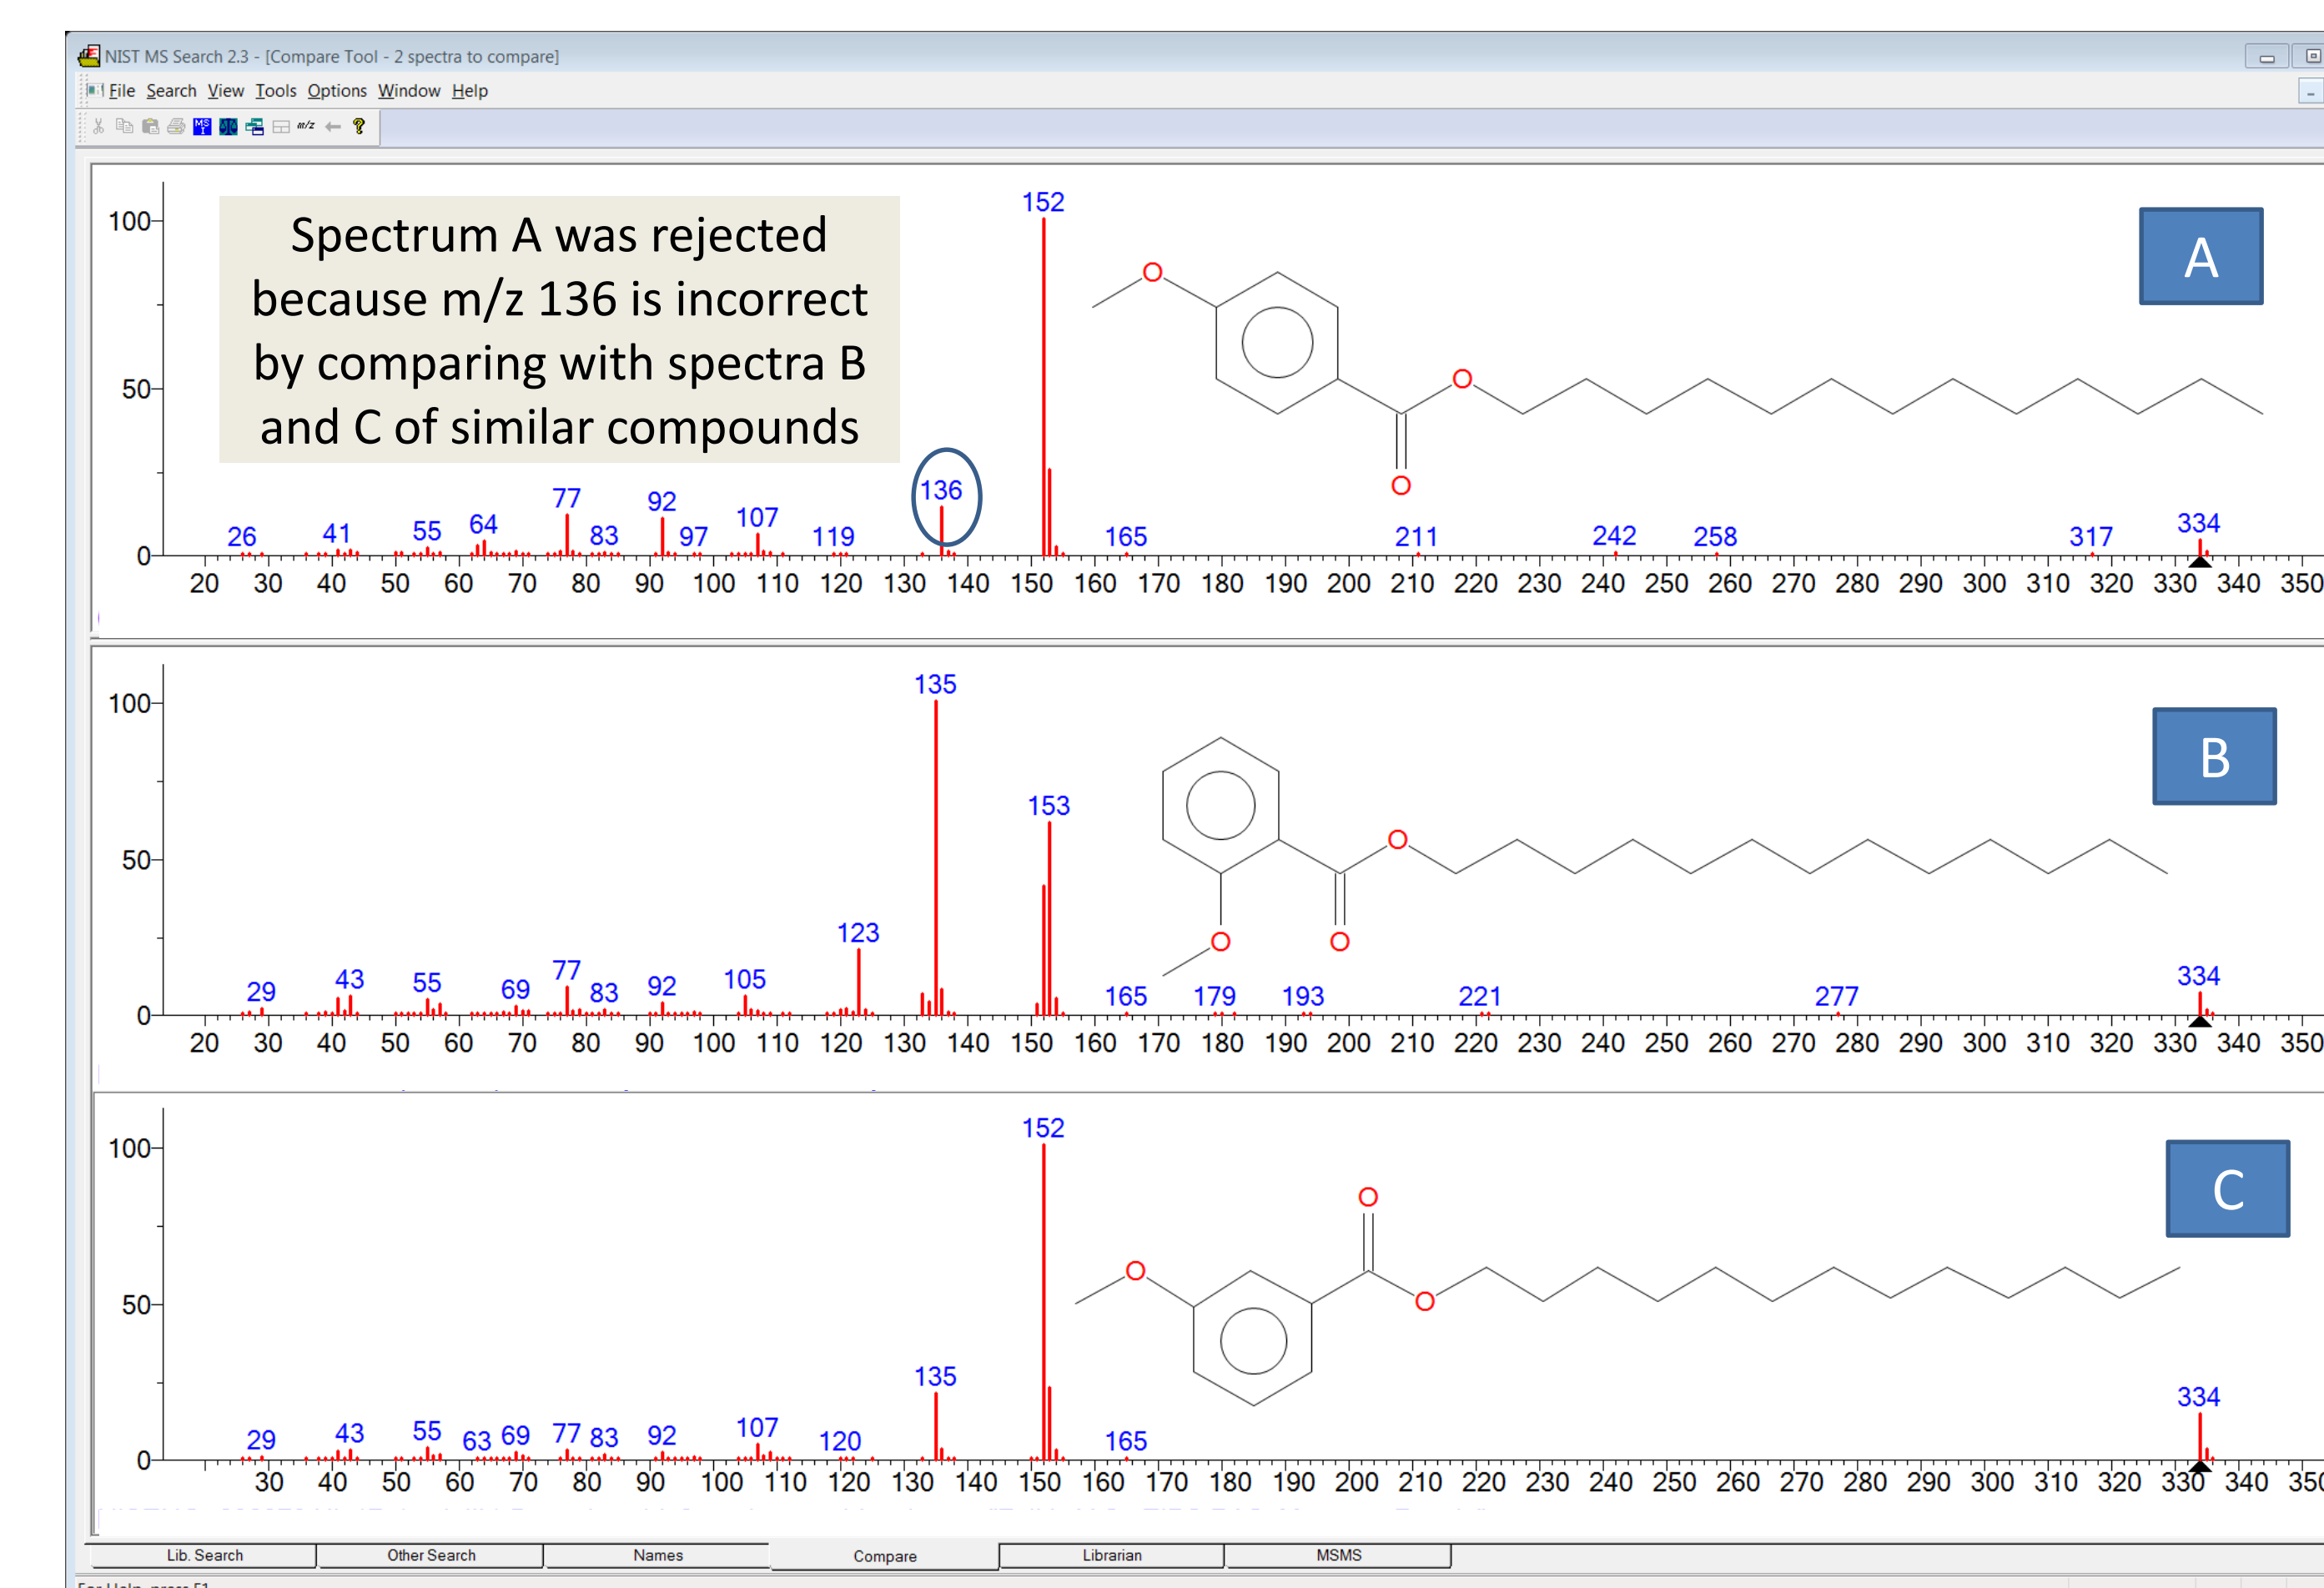 NIST MS Search 2.3 - [Compare Tool - 2 spectra to compare]
File Search View Tools Options Window Help
MS
I
m/z
?
Spectrum A was rejected
because m/z 136 is incorrect
by comparing with spectra B
and C of similar compounds
A
100
50
0
152
136
26 41 55 64 77 83 92 97 107 119 165 211 242 258 317 334
O
O
O
20 30 40 50 60 70 80 90 100 110 120 130 140 150 160 170 180 190 200 210 220 230 240 250 260 270 280 290 300 310 320 330 340 350
B
100
50
0
135
153
123
29 43 55 69 77 83 92 105 165 179 193 221 277 334
O
O
O
20 30 40 50 60 70 80 90 100 110 120 130 140 150 160 170 180 190 200 210 220 230 240 250 260 270 280 290 300 310 320 330 340 350
C
100
50
0
152
135
29 43 55 63 69 77 83 92 107 120 165 334
O
O
O
30 40 50 60 70 80 90 100 110 120 130 140 150 160 170 180 190 200 210 220 230 240 250 260 270 280 290 300 310 320 330 340
Lib. Search Other Search Names Compare Librarian MSMS
For Help, press F1